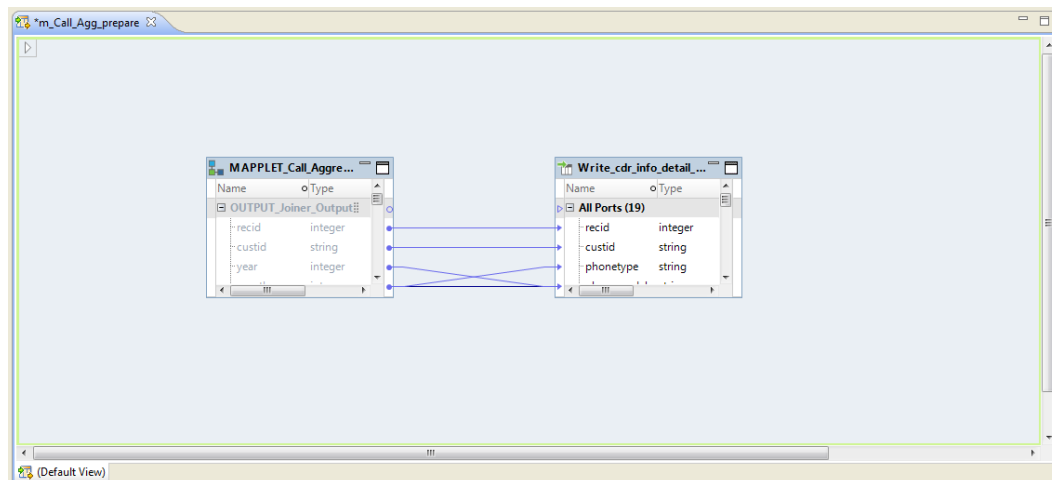 *m_Call_Agg_prepare
MAPPLET_Call_Aggre...
Name Type
OUTPUT_Joiner_Output
recid integer
custid string
year integer
Write_cdr_info_detail_...
Name Type
All Ports (19)
recid integer
custid string
phonetype string
(Default View)